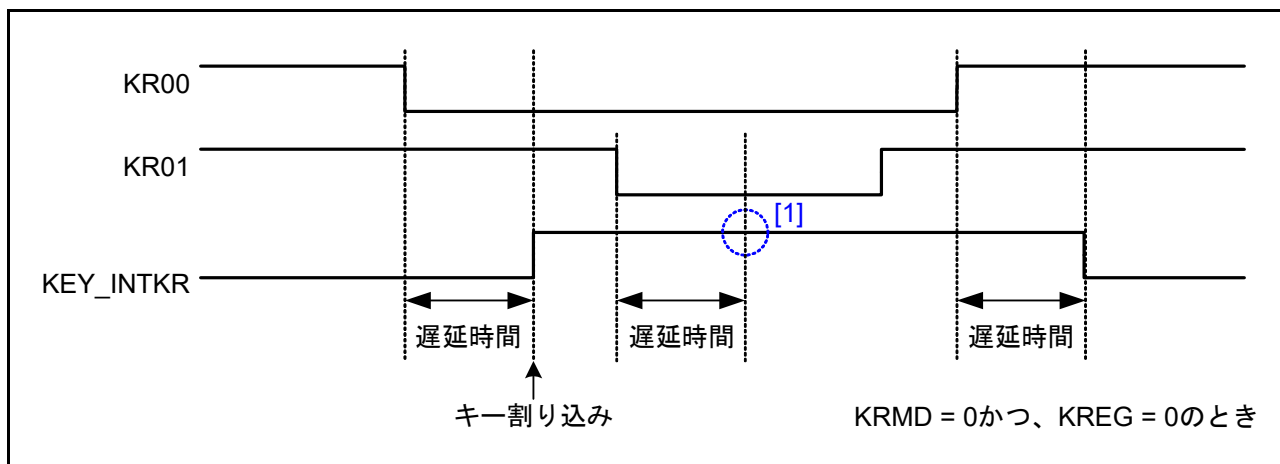 KR00
KR01
[1]
KEY_INTKR
遅延時間 遅延時間 遅延時間
キー割り込み KRMD = 0かつ、KREG = 0のとき